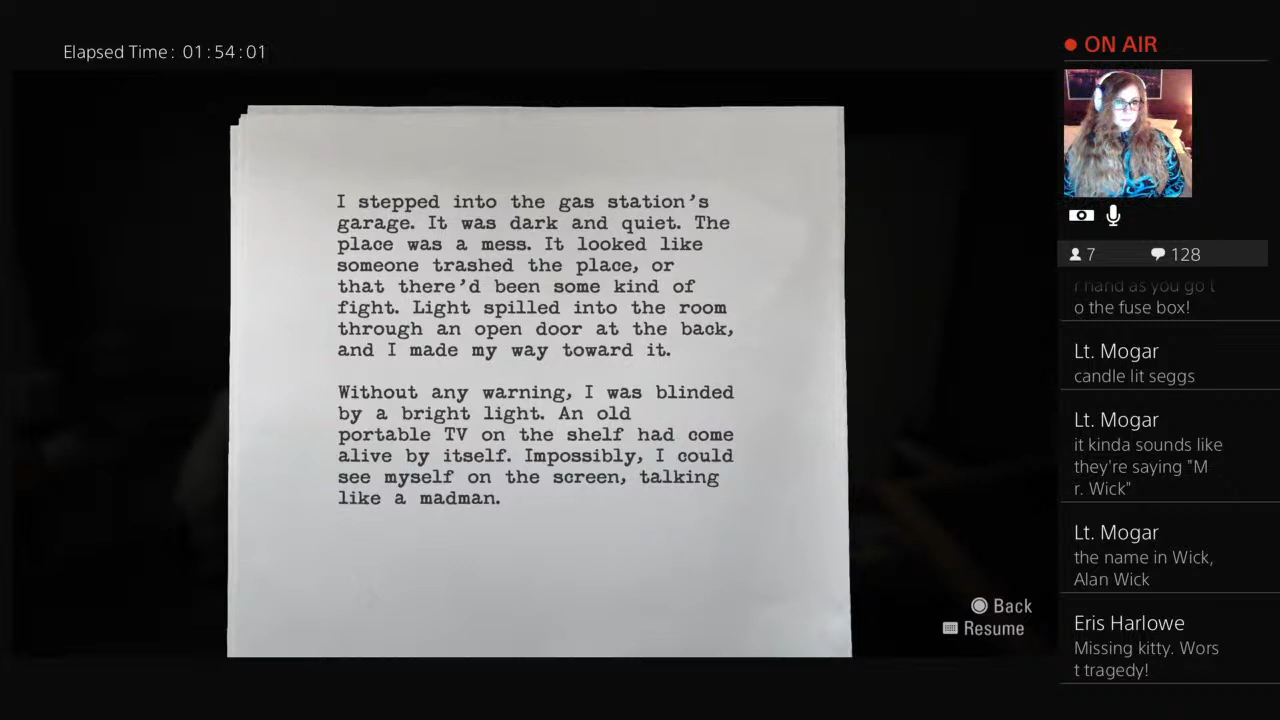 Elapsed Time: 01:54:01
ON AIR
I stepped into the gas station's
garage. It was dark and quiet. The
place was a mess. It looked like
someone trashed the place, or
that there'd been some kind of
fight. Light spilled into the room
through an open door at the back,
and I made my way toward it.
Without any warning, I was blinded
by a bright light. An old
portable TV on the shelf had come
alive by itself. Impossibly, I could
see myself on the screen, talking
like a madman.
Back
Resume
7 128
r hand as you go t
o the fuse box!
Lt. Mogar
candle lit seggs
Lt. Mogar
it kinda sounds like
they're saying "M
r. Wick"
Lt. Mogar
the name in Wick,
Alan Wick
Eris Harlowe
Missing kitty. Wors
t tragedy!